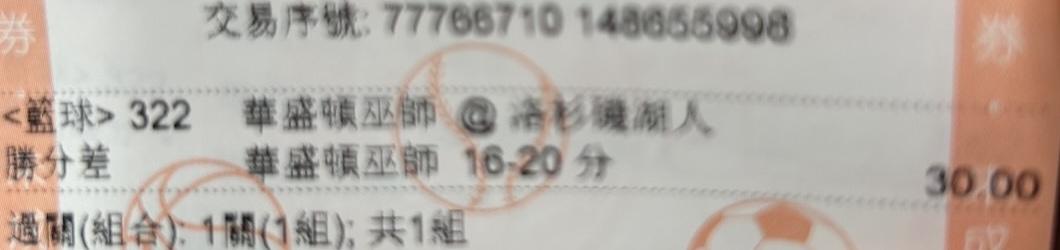 交易序號: 77766710 148655998
<籃球> 322 華盛頓巫師 @ 洛杉磯湖人
勝分差 華盛頓巫師 16-20 分 30.00
過關(組合): 1關(1組); 共1組
券
券